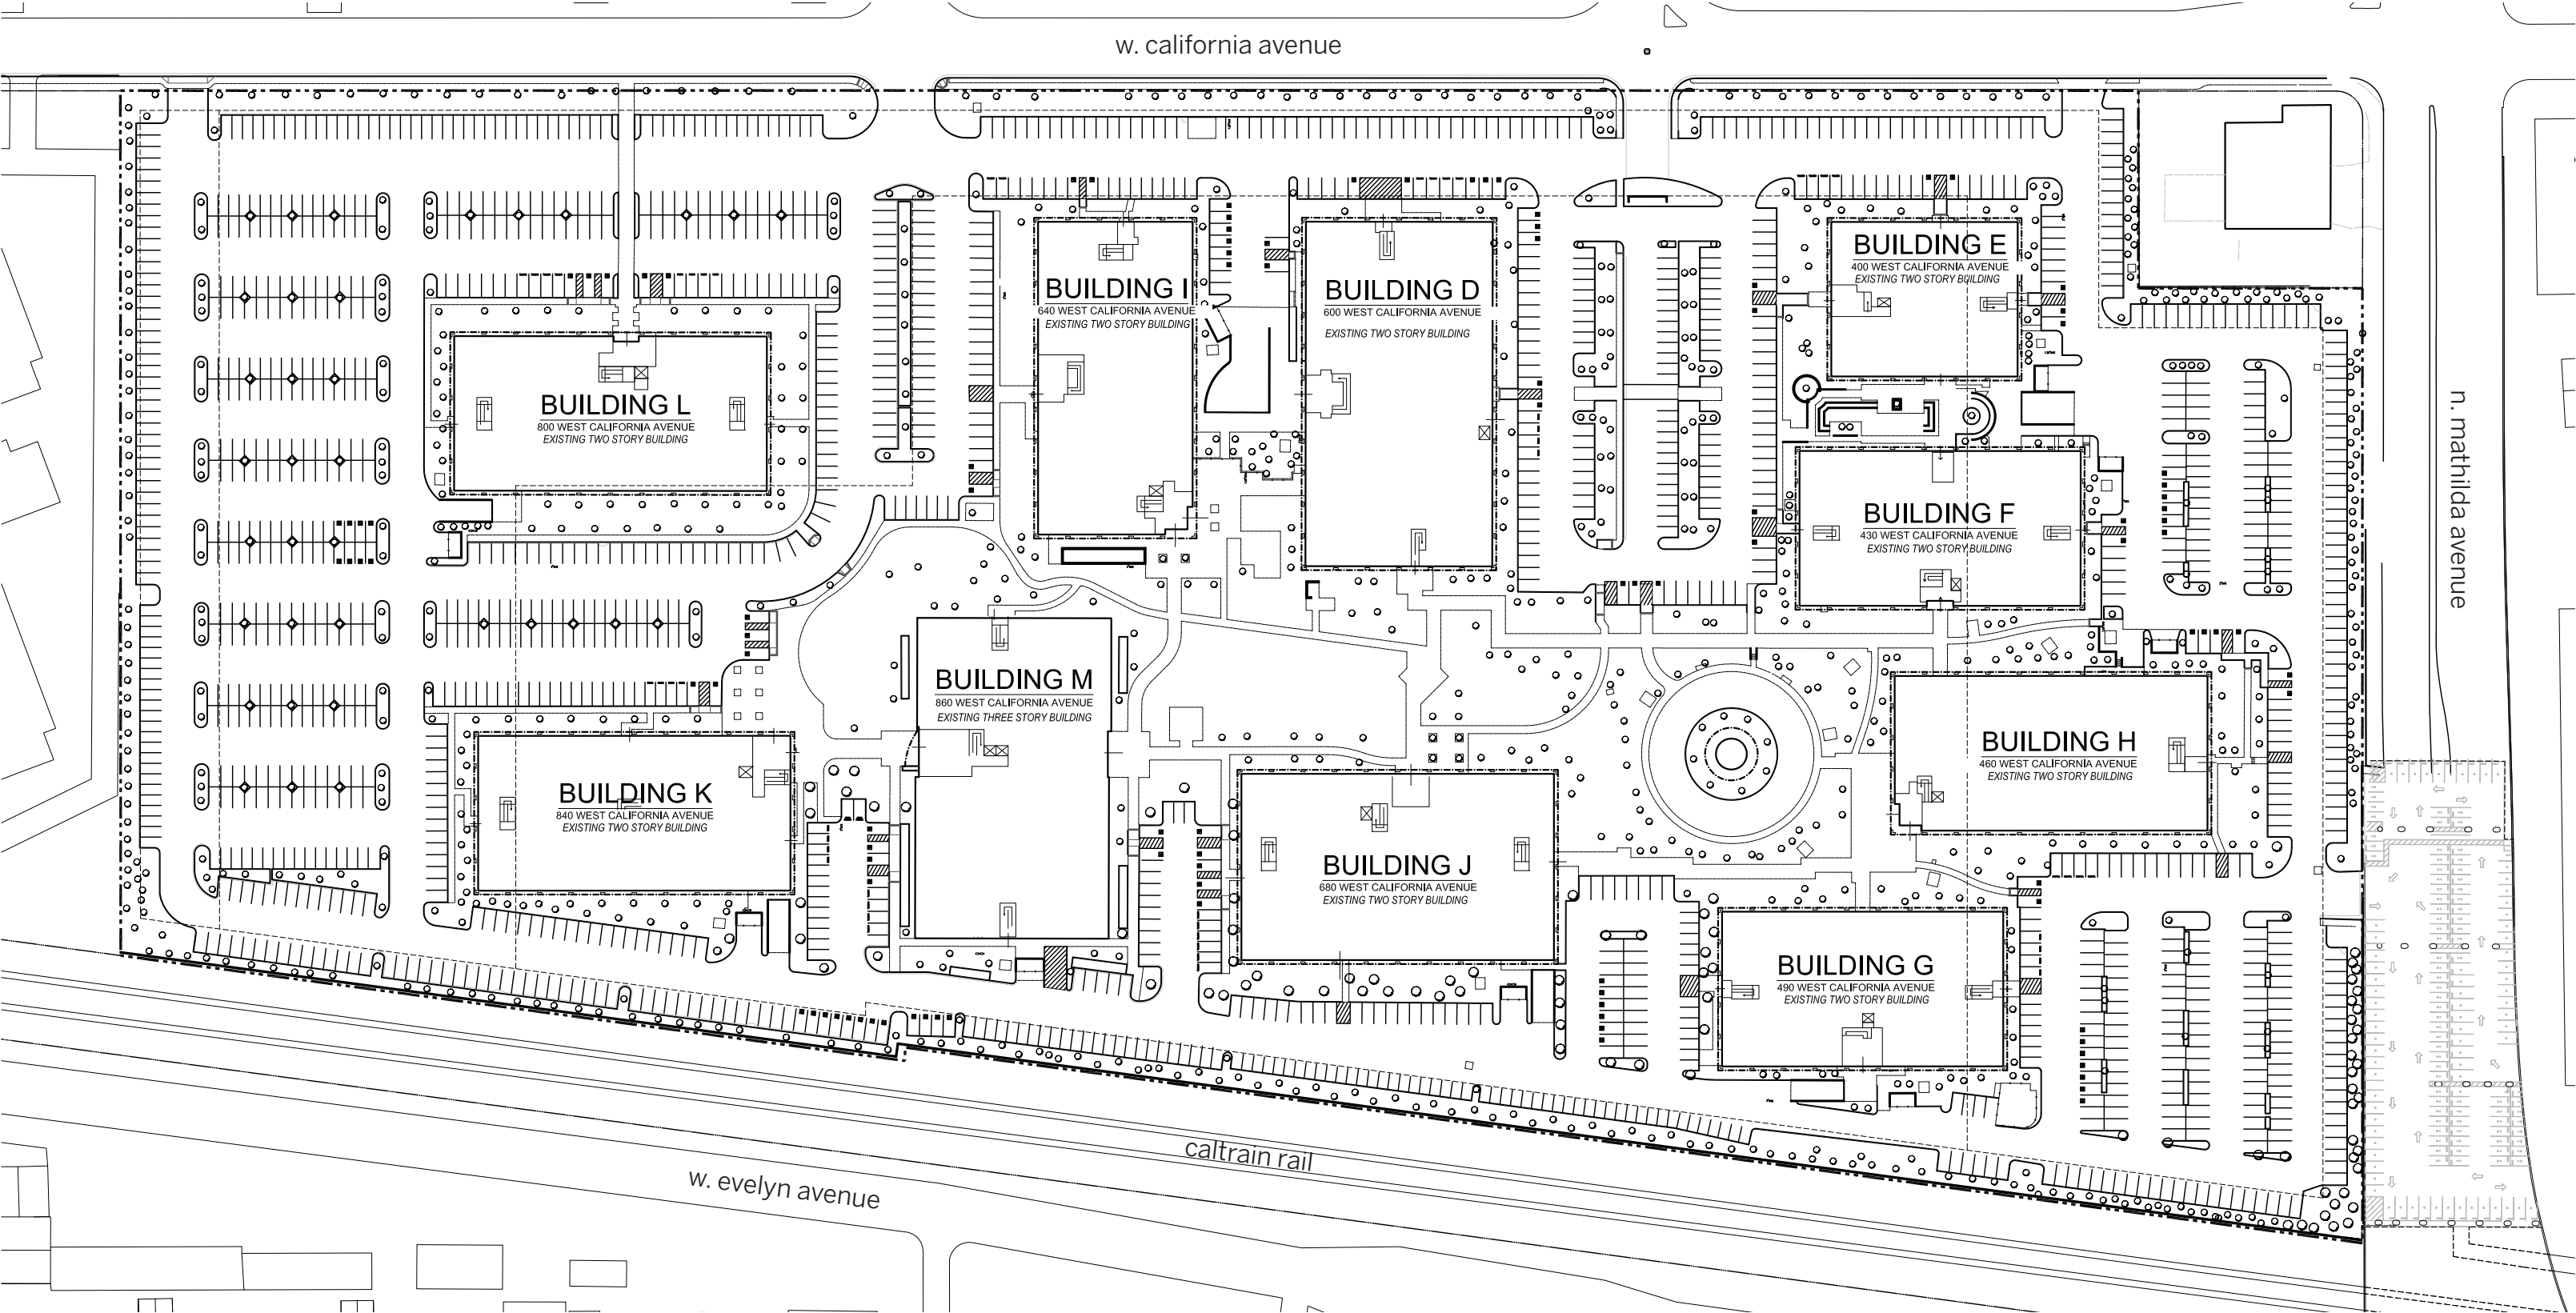 w. california avenue
BUILDING E
400 WEST CALIFORNIA AVENUE
EXISTING TWO STORY BUILDING
BUILDING I
640 WEST CALIFORNIA AVENUE
EXISTING TWO STORY BUILDING
BUILDING D
600 WEST CALIFORNIA AVENUE
EXISTING TWO STORY BUILDING
BUILDING L
800 WEST CALIFORNIA AVENUE
EXISTING TWO STORY BUILDING
n. mathilda avenue
BUILDING F
430 WEST CALIFORNIA AVENUE
EXISTING TWO STORY BUILDING
BUILDING M
860 WEST CALIFORNIA AVENUE
EXISTING THREE STORY BUILDING
BUILDING H
460 WEST CALIFORNIA AVENUE
EXISTING TWO STORY BUILDING
BUILDING K
840 WEST CALIFORNIA AVENUE
EXISTING TWO STORY BUILDING
BUILDING J
680 WEST CALIFORNIA AVENUE
EXISTING TWO STORY BUILDING
BUILDING G
490 WEST CALIFORNIA AVENUE
EXISTING TWO STORY BUILDING
caltrain rail
w. evelyn avenue